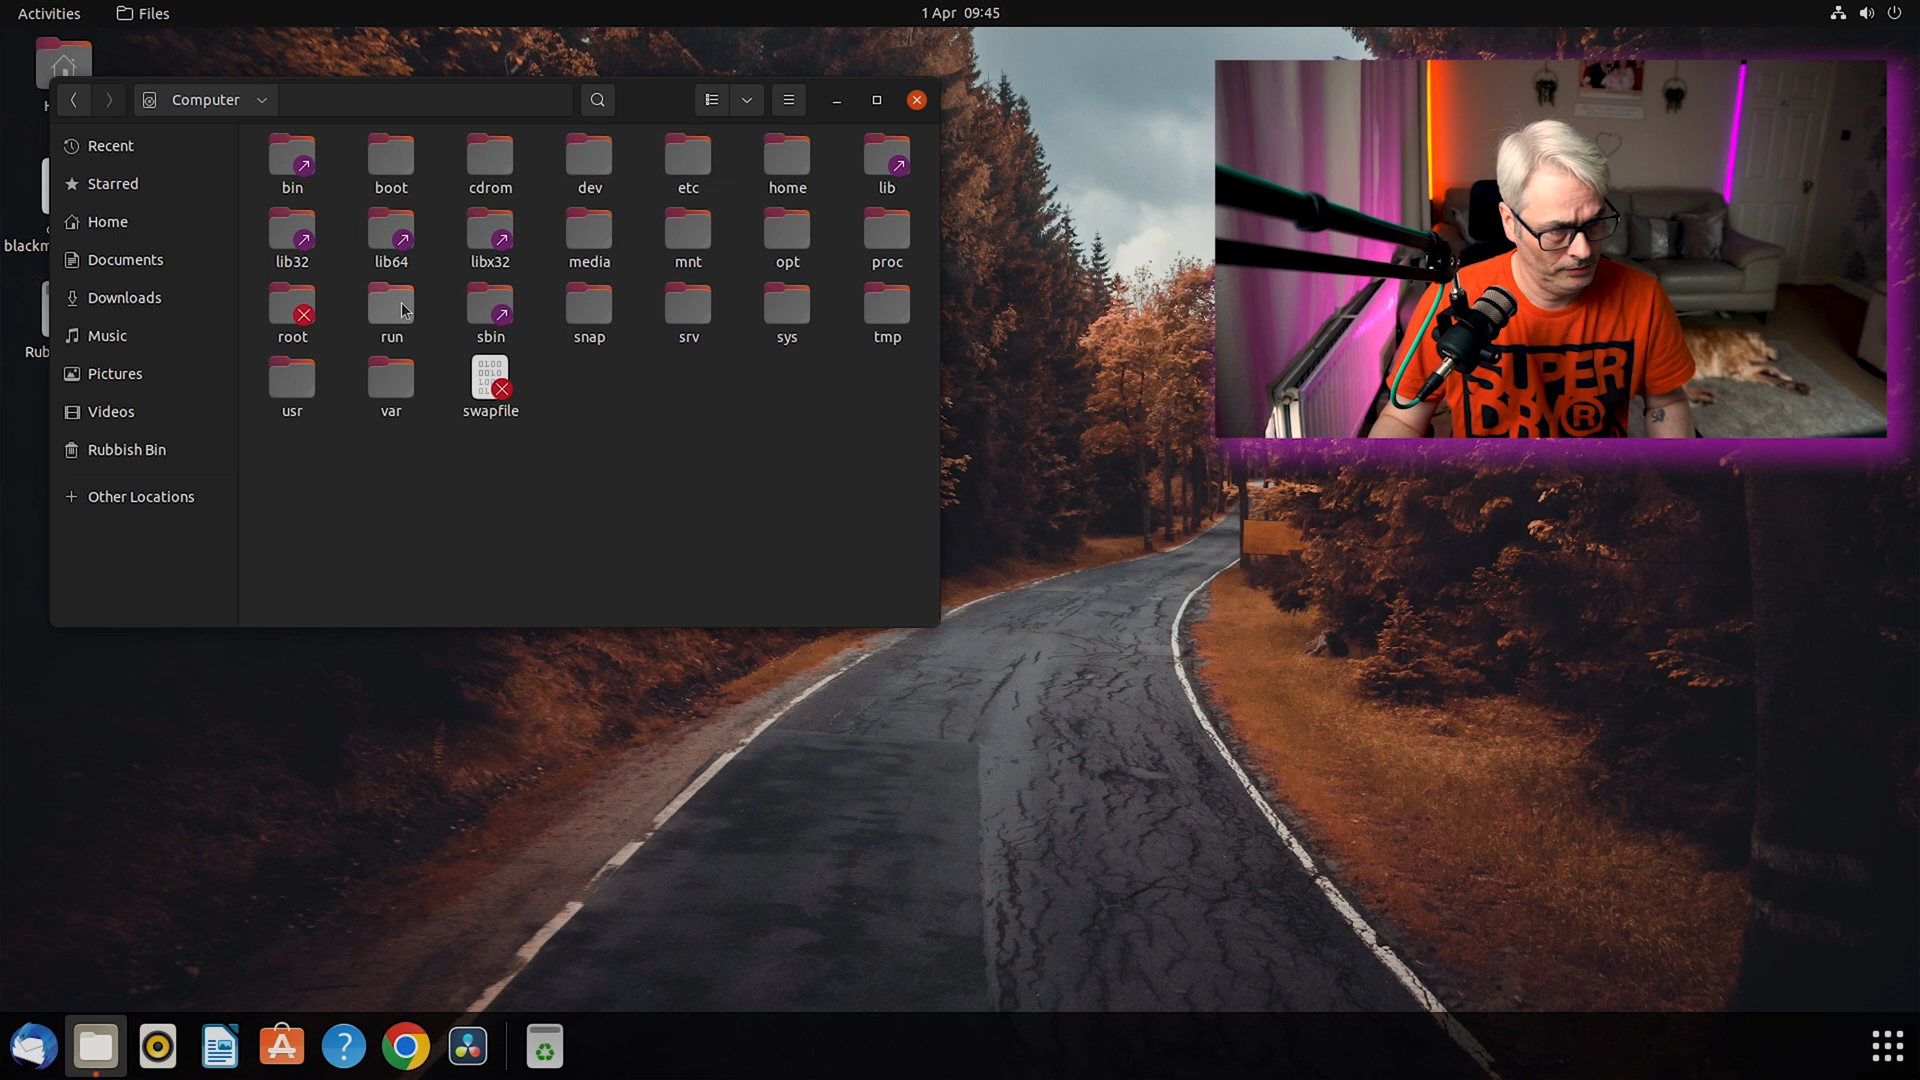 Activities Files 1 Apr 09:45
Computer
Recent
Starred
Home
Documents
Downloads
Music
Pictures
Videos
Rubbish Bin
Other Locations
bin boot cdrom dev etc home lib
lib32 lib64 libx32 media mnt opt proc
root run sbin snap srv sys tmp
usr var swapfile
H
blackm
Rub
SUPER
DRY®